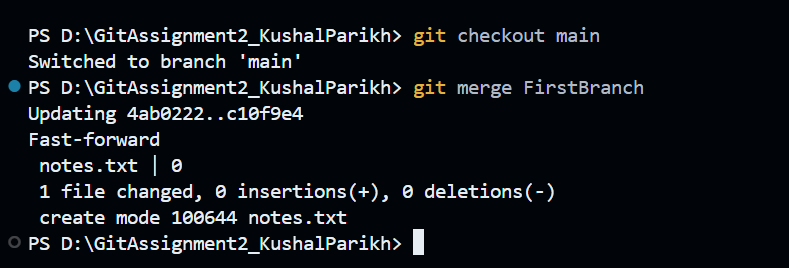 PS D:\GitAssignment2_KushalParikh> git checkout main
Switched to branch 'main'
PS D:\GitAssignment2_KushalParikh> git merge FirstBranch
Updating 4ab0222..c10f9e4
Fast-forward
 notes.txt | 0
 1 file changed, 0 insertions(+), 0 deletions(-)
 create mode 100644 notes.txt
PS D:\GitAssignment2_KushalParikh>